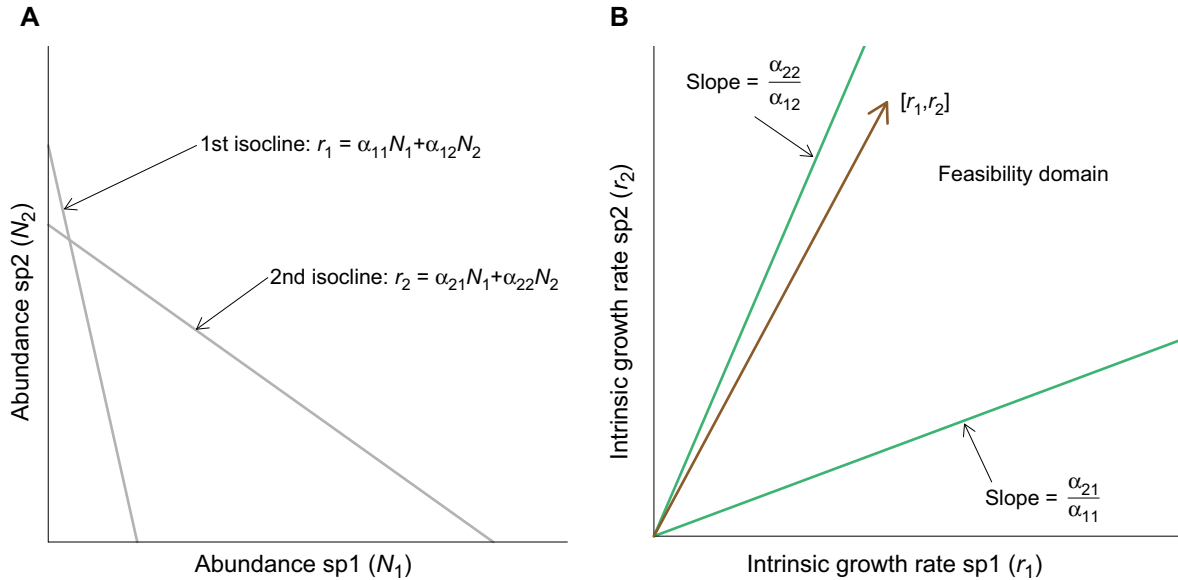 A
1st isocline: r₁ = α₁₁N₁+α₁₂N₂
2nd isocline: r₂ = α₂₁N₁+α₂₂N₂
Abundance sp2 (N₂)
Abundance sp1 (N₁)
B
Slope = α₂₂/α₁₂
[r₁,r₂]
Feasibility domain
Slope = α₂₁/α₁₁
Intrinsic growth rate sp2 (r₂)
Intrinsic growth rate sp1 (r₁)